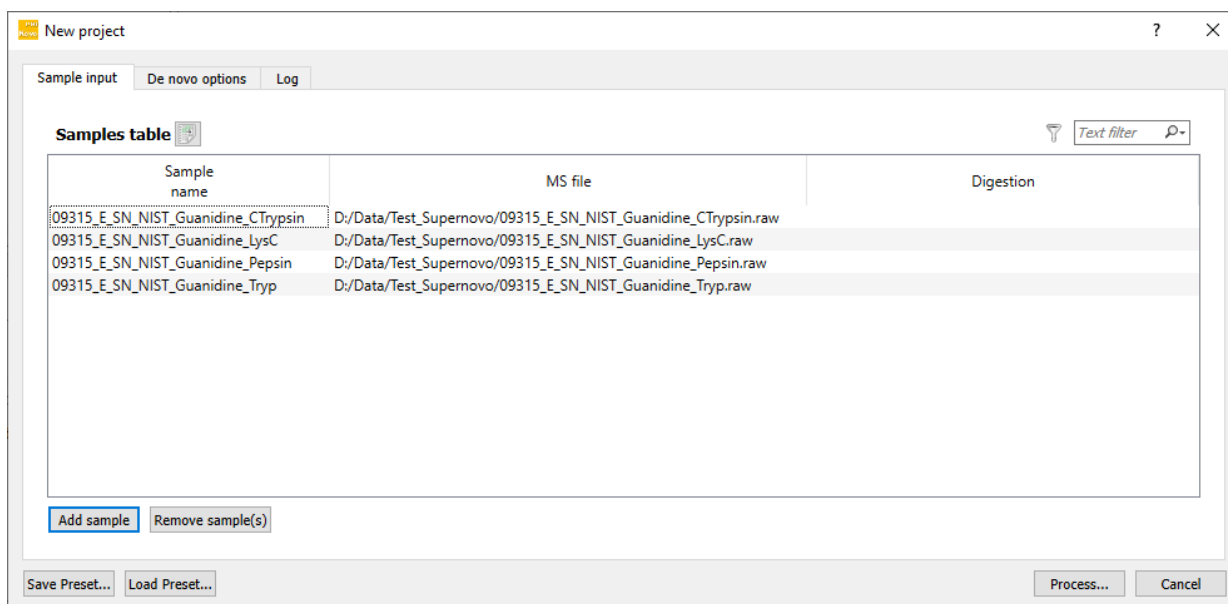 New project
?
Sample input
De novo options
Log
Samples table
Text filter
Sample
name
MS file
Digestion
09315_E_SN_NIST_Guanidine_CTrypsin D:/Data/Test_Supernovo/09315_E_SN_NIST_Guanidine_CTrypsin.raw
09315_E_SN_NIST_Guanidine_LysC D:/Data/Test_Supernovo/09315_E_SN_NIST_Guanidine_LysC.raw
09315_E_SN_NIST_Guanidine_Pepsin D:/Data/Test_Supernovo/09315_E_SN_NIST_Guanidine_Pepsin.raw
09315_E_SN_NIST_Guanidine_Tryp D:/Data/Test_Supernovo/09315_E_SN_NIST_Guanidine_Tryp.raw
Add sample
Remove sample(s)
Save Preset...
Load Preset...
Process...
Cancel